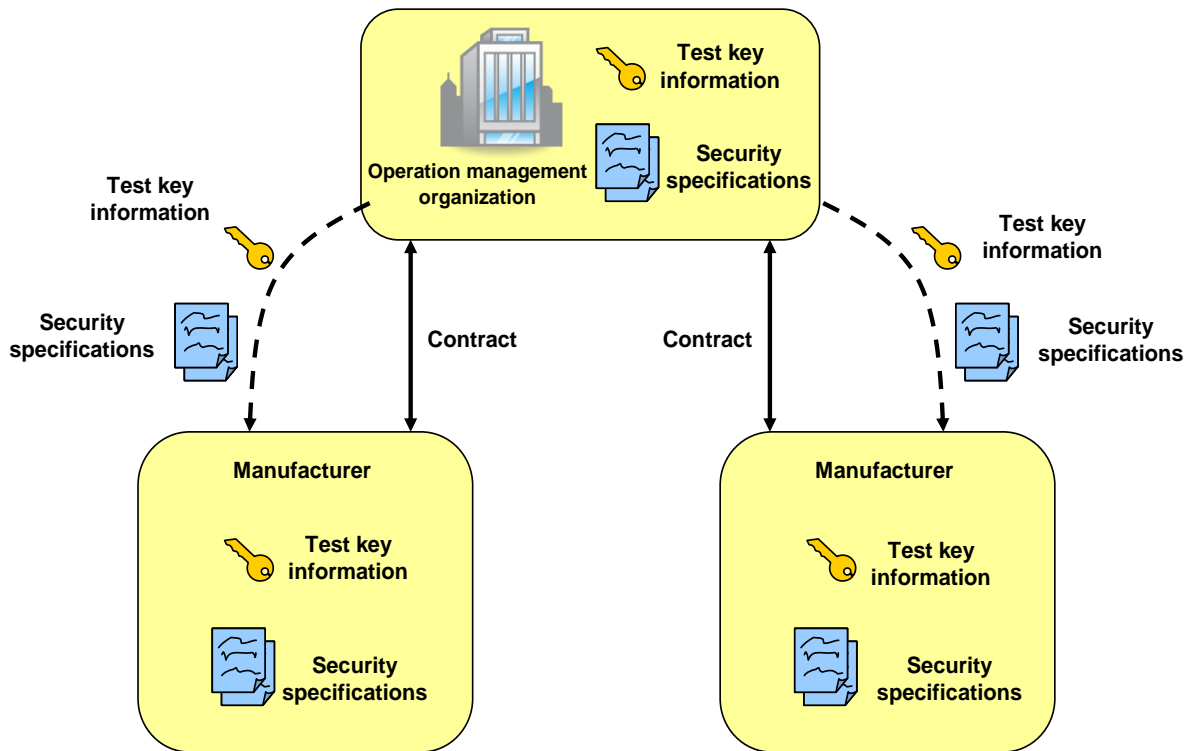 Test key
information
Security
specifications
Operation management
organization
Test key
information
Security
specifications
Contract
Contract
Test key
information
Security
specifications
Manufacturer
Test key
information
Security
specifications
Manufacturer
Test key
information
Security
specifications